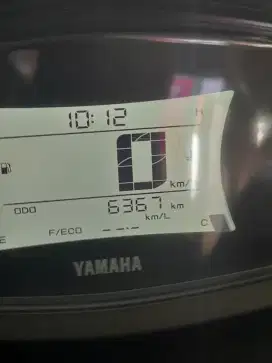 10:12 H
0 km/
ODO 6367 km
km/L
E F/ECO --.- C
YAMAHA